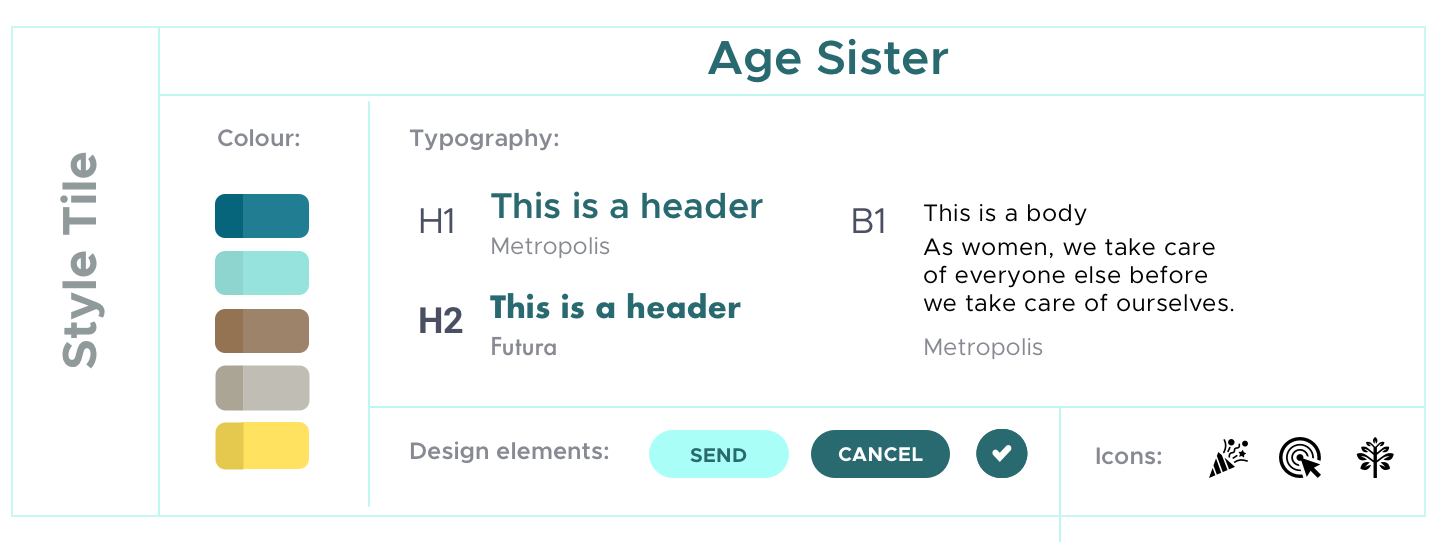 Age Sister
Style Tile
Colour:
Typography:
H1
This is a header
Metropolis
H2
This is a header
Futura
B1
This is a body
As women, we take care
of everyone else before
we take care of ourselves.
Metropolis
Design elements:
SEND
CANCEL
Icons: